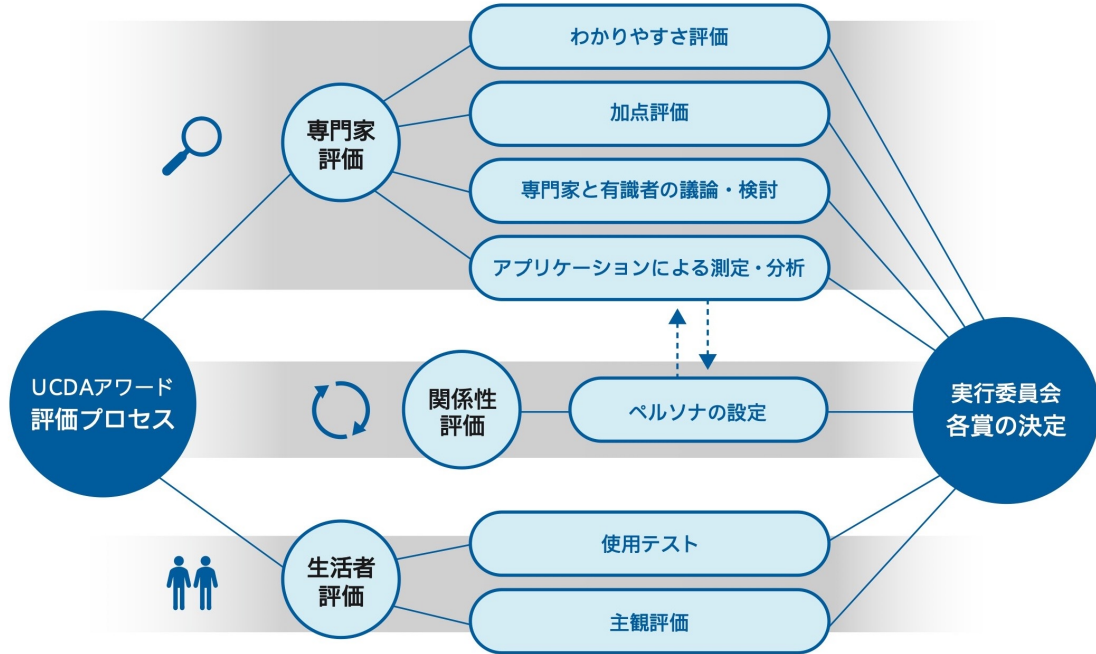 わかりやすさ評価
加点評価
専門家と有識者の議論・検討
アプリケーションによる測定・分析
専門家
評価
UCDAアワード
評価プロセス
関係性
評価
ペルソナの設定
実行委員会
各賞の決定
生活者
評価
使用テスト
主観評価